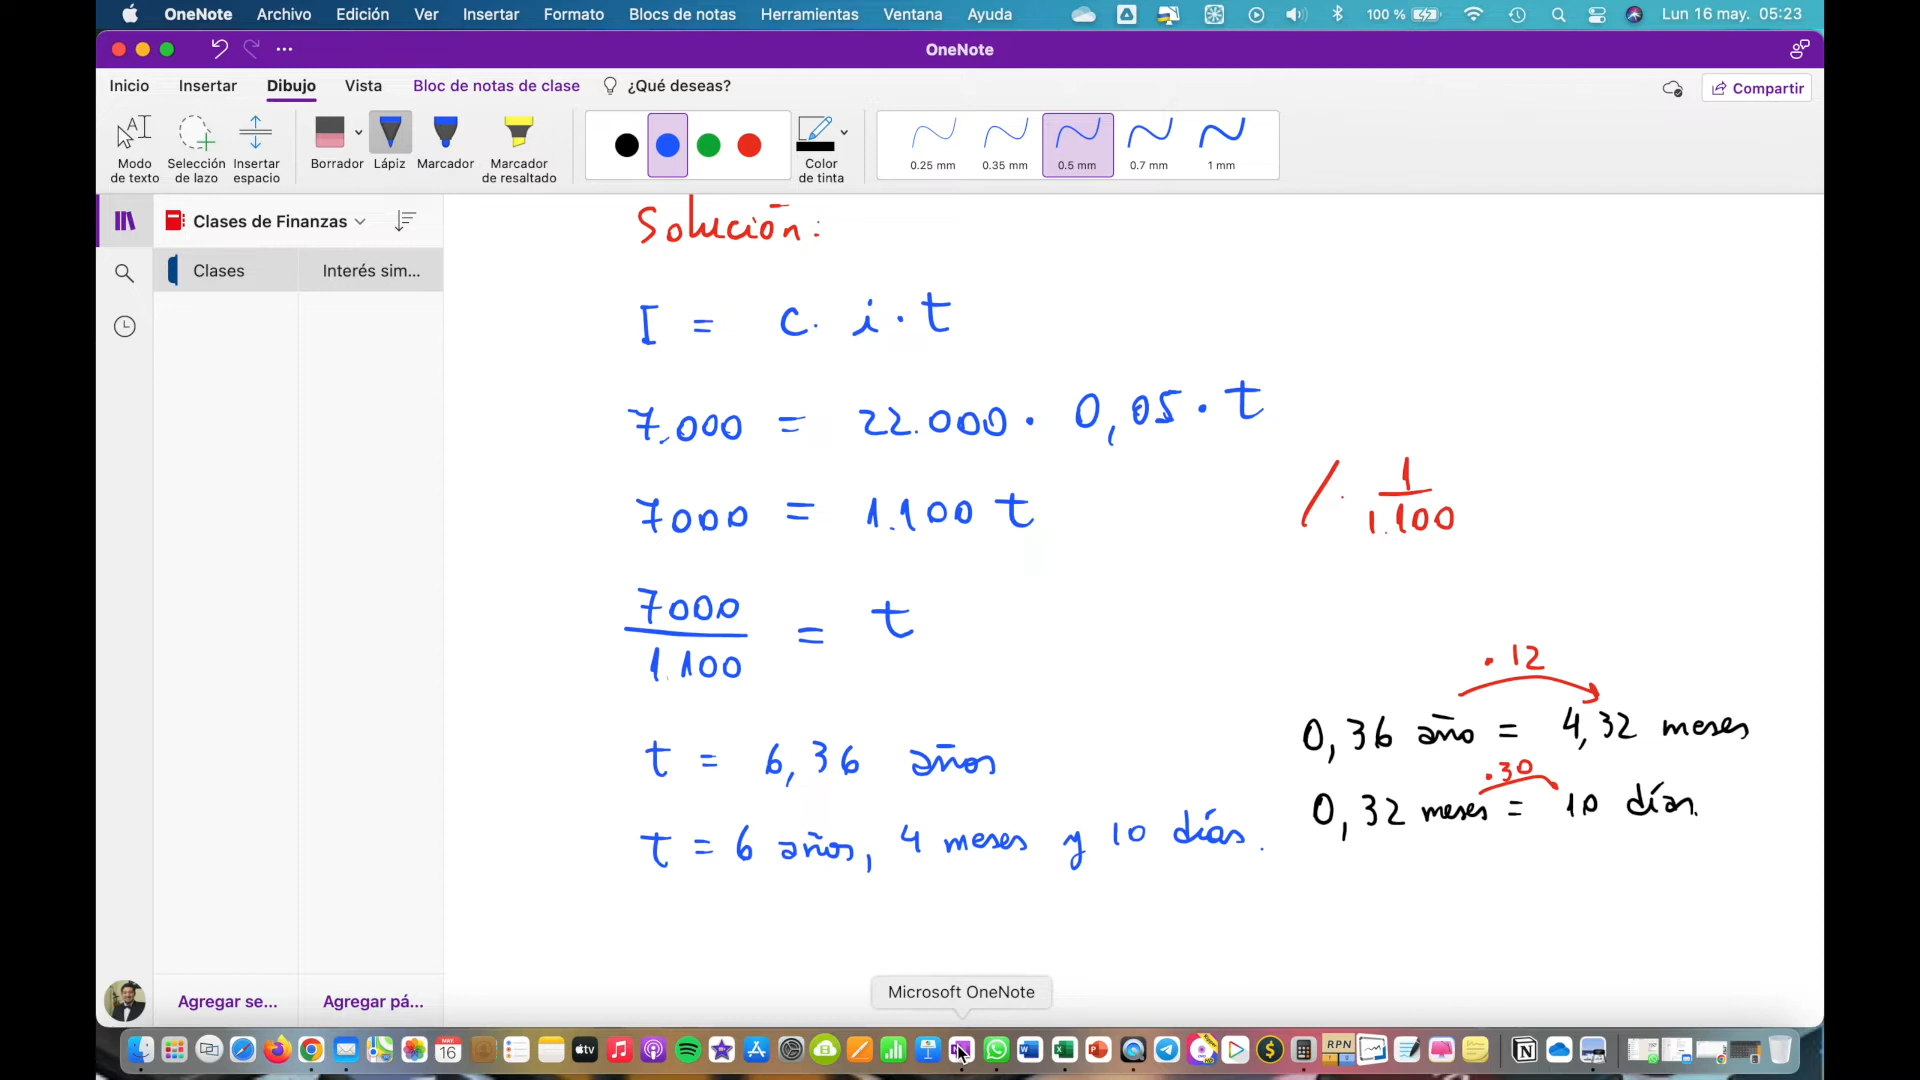 OneNote Archivo Edición Ver Insertar Formato Blocs de notas Herramientas Ventana Ayuda 100 % Lun 16 may. 05:23
OneNote
Inicio Insertar Dibujo Vista Bloc de notas de clase ¿Qué deseas? Compartir
Modo de texto
Selección de lazo
Insertar espacio
Borrador
Lápiz
Marcador
Marcador de resaltado
Color de tinta
0.25 mm 0.35 mm 0.5 mm 0.7 mm 1 mm
Clases de Finanzas
Clases Interés sim...
Solución:
I = c. i . t
7.000 = 22.000 . 0,05 . t
7000 = 1.100 t
/ . 1
1.100
7000
1.100 = t
t = 6,36 años
t = 6 años, 4 meses y 10 días.
. 12
0,36 año = 4,32 meses
.30
0,32 meses = 10 días.
Agregar se... Agregar pá...
Microsoft OneNote
MAY
16
tv
RPN